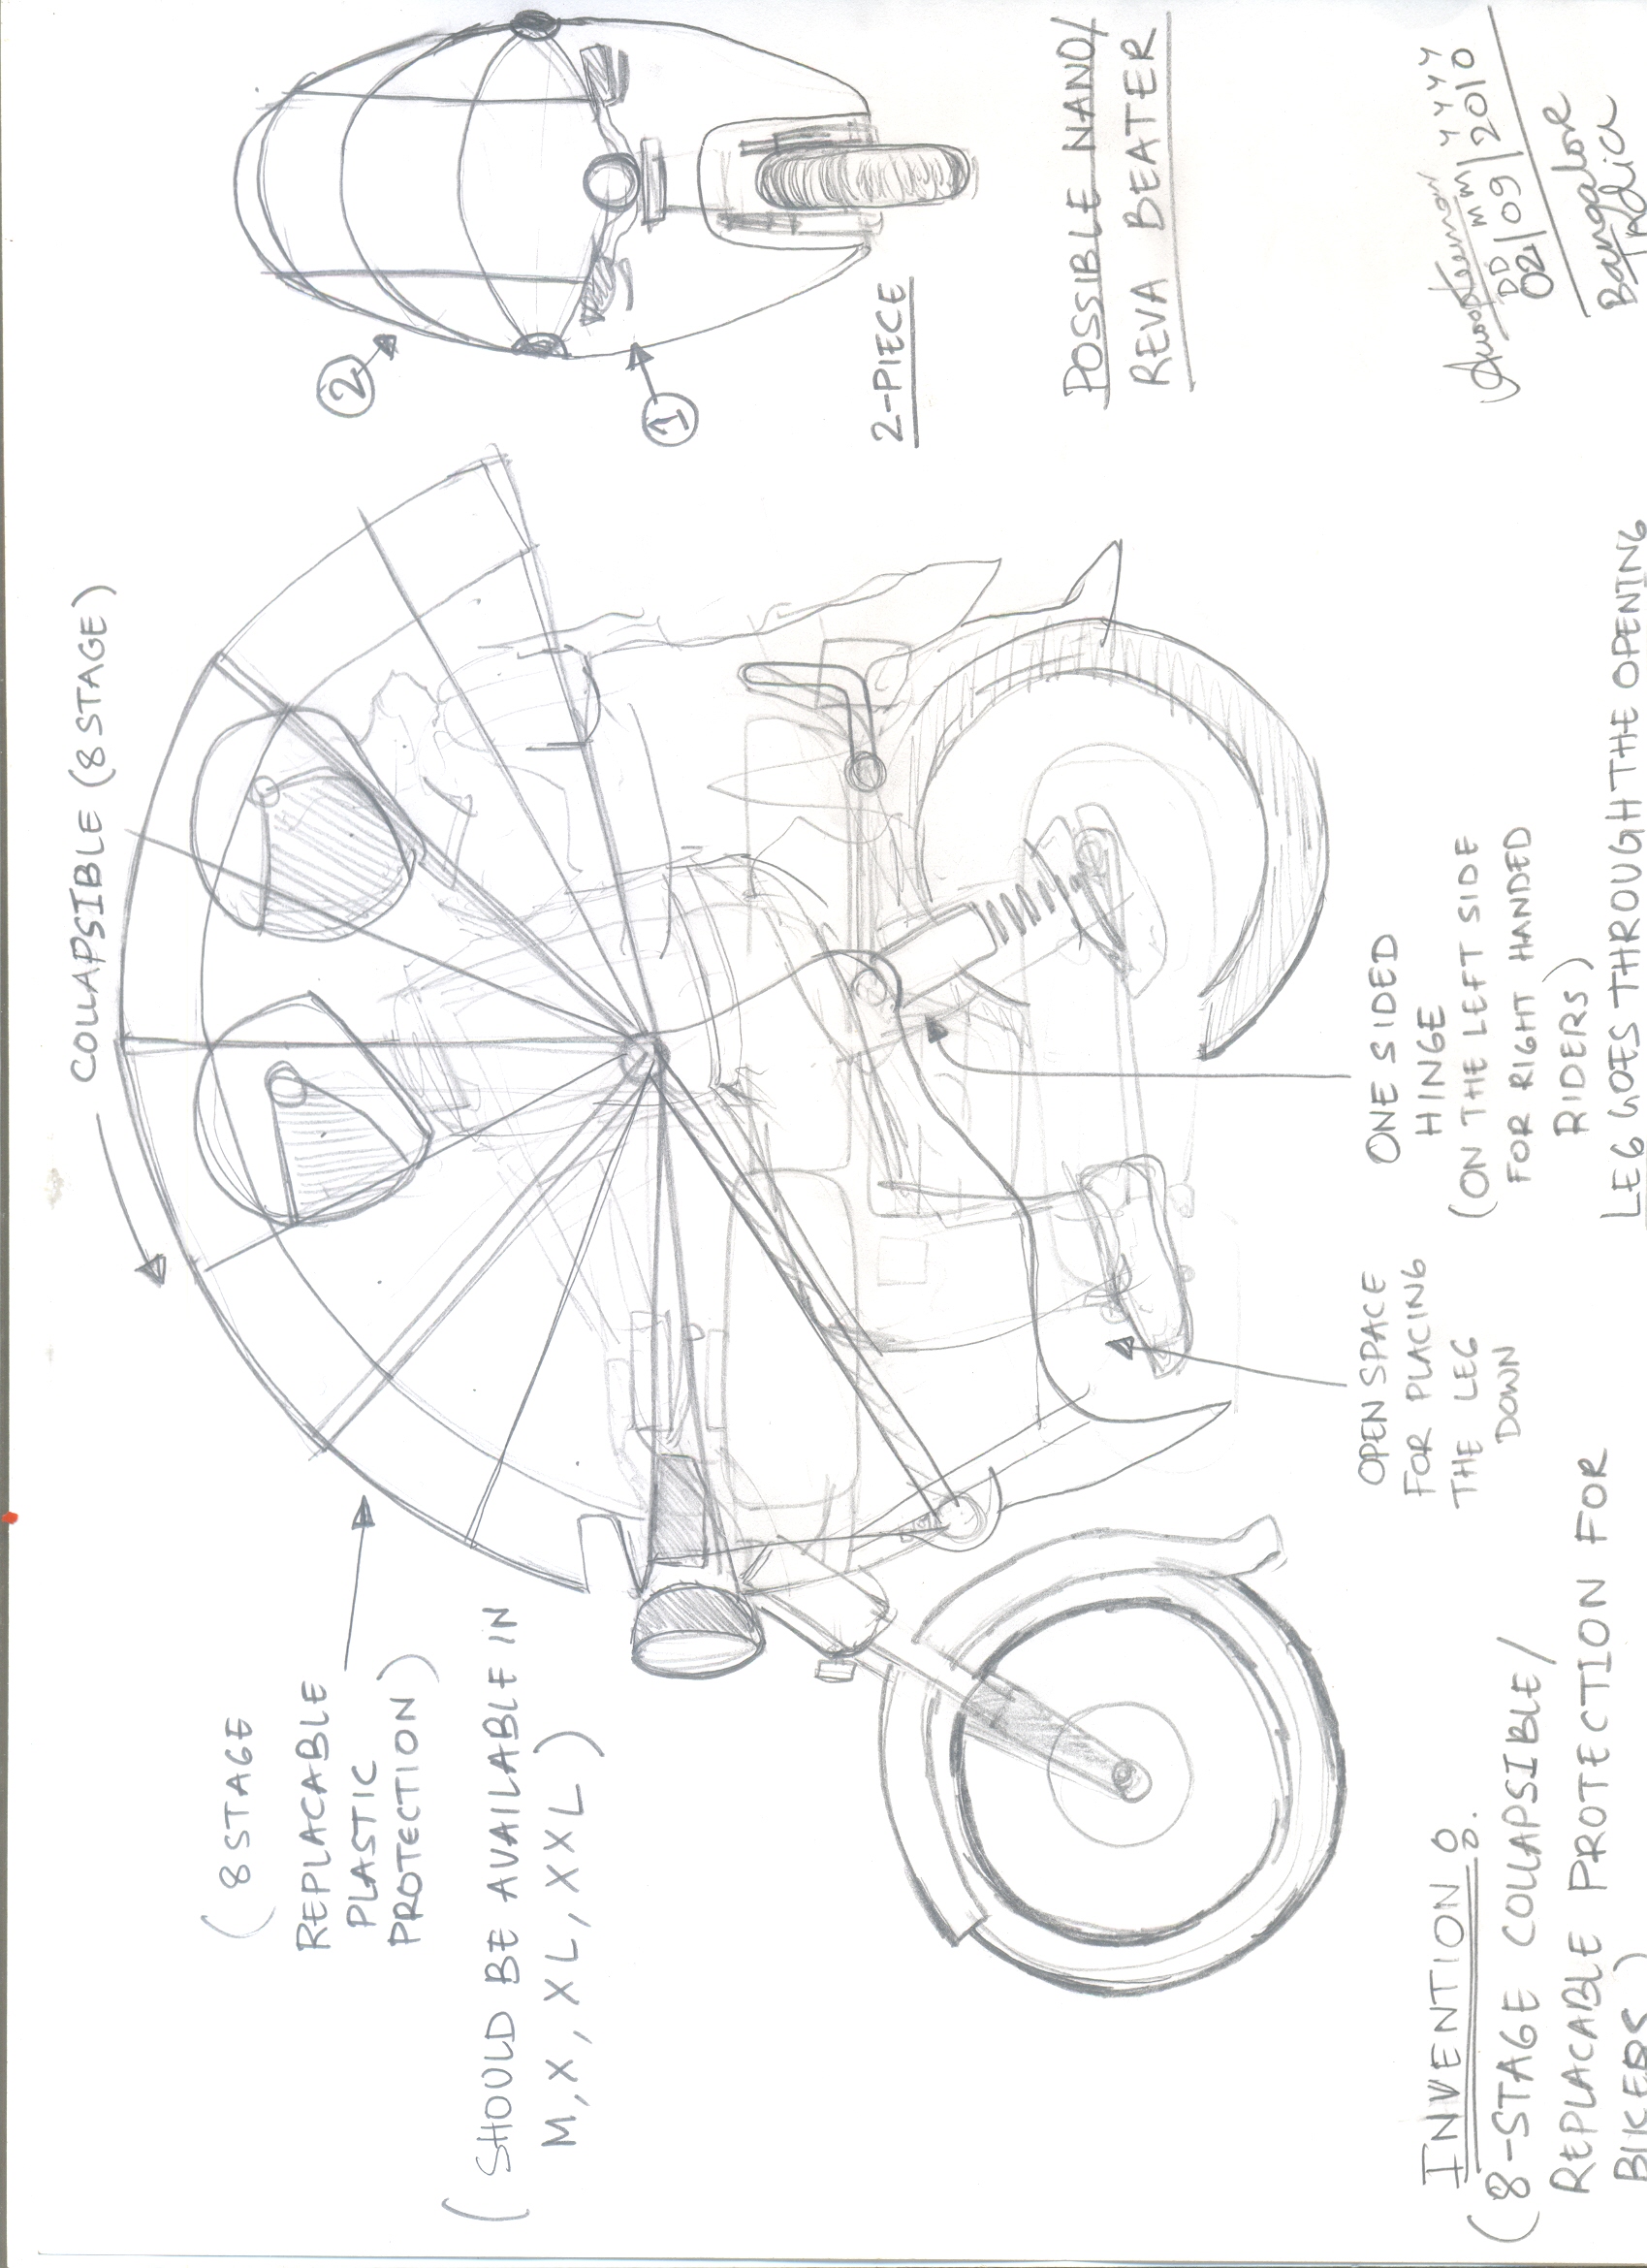 COLLAPSIBLE (8 STAGE)
(8 STAGE
REPLACABLE
PLASTIC
PROTECTION)
(SHOULD BE AVAILABLE IN
M, X, XL, XXL)
2
1
2-PIECE
POSSIBLE NANO/
REVA BEATER
OPEN SPACE
FOR PLACING
THE LEG
DOWN
ONE SIDED
HINGE
(ON THE LEFT SIDE
FOR RIGHT HANDED
RIDERS)
LEG GOES THROUGH THE OPENING
INVENTION 8.
(8-STAGE COLLAPSIBLE/
REPLACABLE PROTECTION FOR
BIKERS)
DD MM YYYY
02/09/2010
Bangalore
India